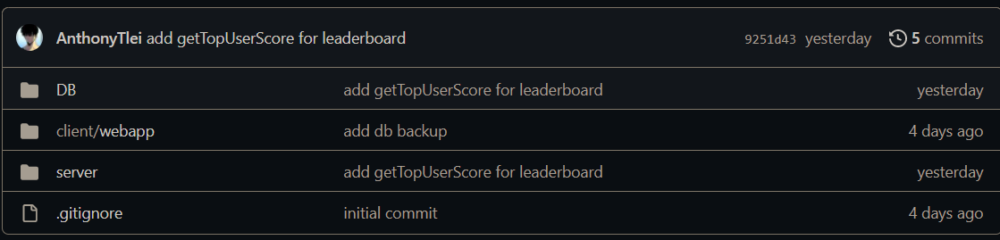 AnthonyTlei add getTopUserScore for leaderboard 9251d43 yesterday 5 commits
DB add getTopUserScore for leaderboard yesterday
client/webapp add db backup 4 days ago
server add getTopUserScore for leaderboard yesterday
.gitignore initial commit 4 days ago